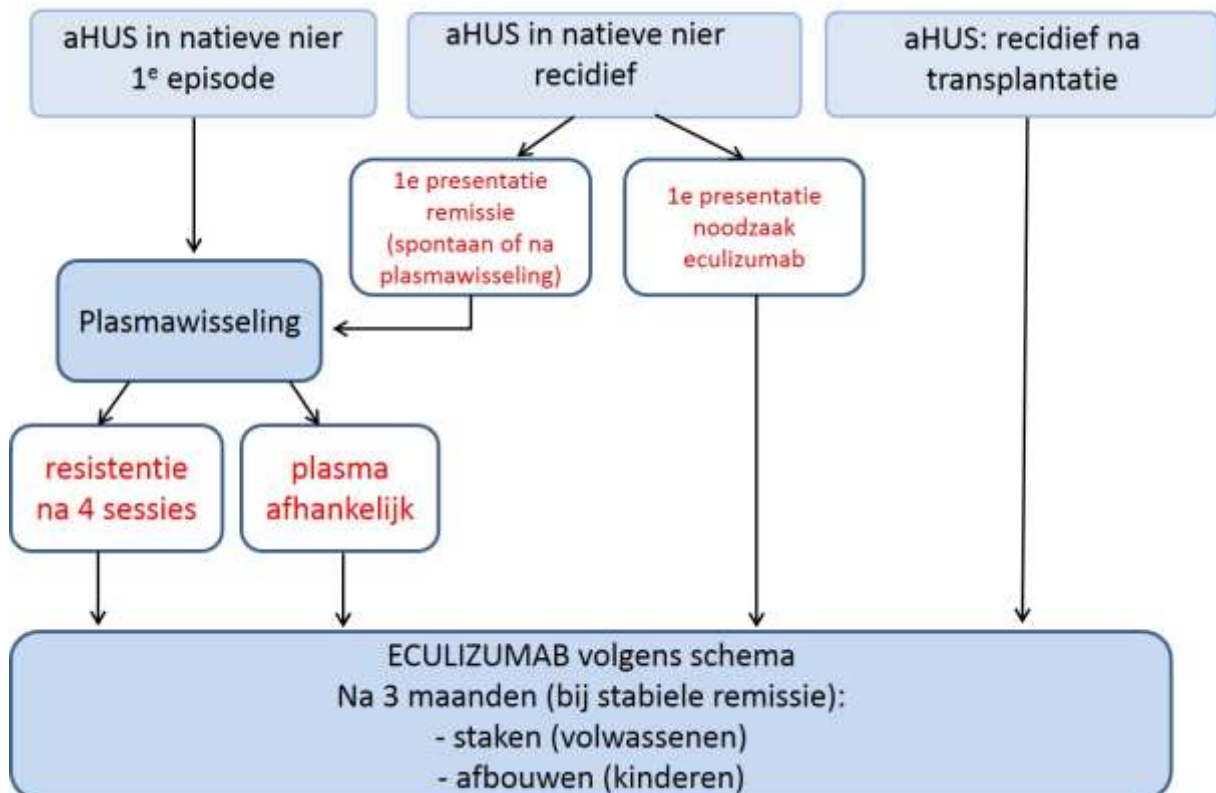 aHUS in natieve nier
1e episode
aHUS in natieve nier
recidief
aHUS: recidief na
transplantatie
1e presentatie
remissie
(spontaan of na
plasmawisseling)
1e presentatie
noodzaak
eculizumab
Plasmawisseling
resistentie
na 4 sessies
plasma
afhankelijk
ECULIZUMAB volgens schema
Na 3 maanden (bij stabiele remissie):
- staken (volwassenen)
- afbouwen (kinderen)